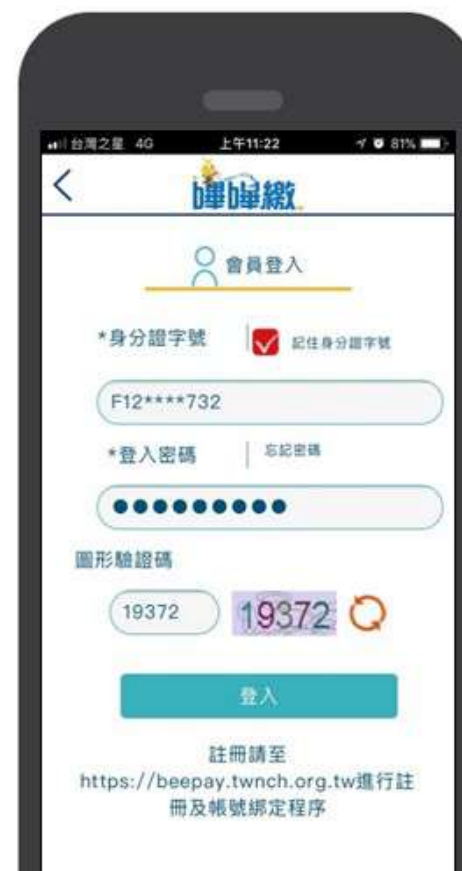 台灣之星 4G 上午11:22 81%
嗶嗶繳
會員登入
*身分證字號 記住身分證字號
F12****732
*登入密碼 忘記密碼
圖形驗證碼
19372 19372
登入
註冊請至
https://beepay.twnch.org.tw進行註
冊及帳號綁定程序